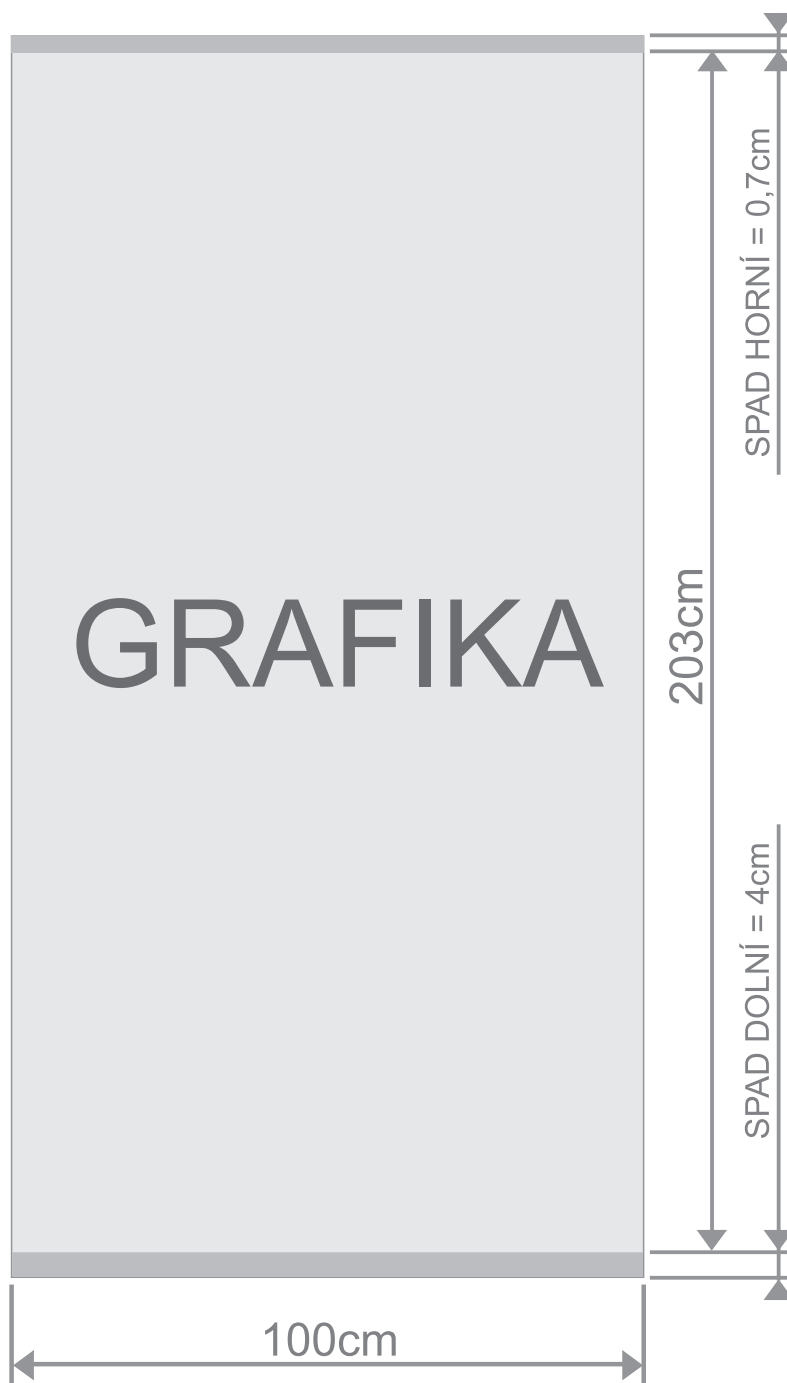 SPAD HORNÍ = 0,7cm
GRAFIKA
203cm
SPAD DOLNÍ = 4cm
100cm